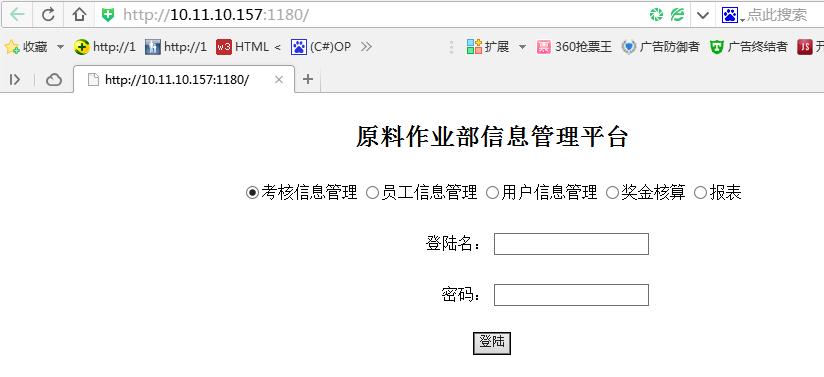 http://10.11.10.157:1180/ 点此搜索
收藏 http://1 http://1 w3 HTML < (C#)OP 扩展 票 360抢票王 广告防御者 广告终结者 JS
http://10.11.10.157:1180/
原料作业部信息管理平台
考核信息管理 员工信息管理 用户信息管理 奖金核算 报表
登陆名：
密码：
登陆